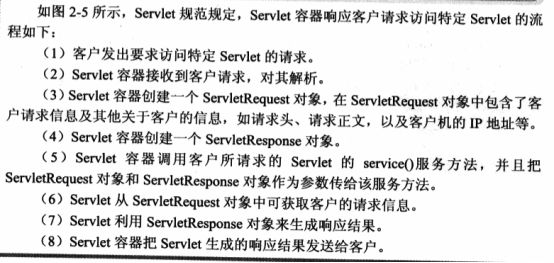 如图 2-5 所示，Servlet 规范规定，Servlet 容器响应客户请求访问特定 Servlet 的流
程如下：
（1）客户发出要求访问特定 Servlet 的请求。
（2）Servlet 容器接收到客户请求，对其解析。
（3）Servlet 容器创建一个 ServletRequest 对象，在 ServletRequest 对象中包含了客
户请求信息及其他关于客户的信息，如请求头、请求正文，以及客户机的 IP 地址等。
（4）Servlet 容器创建一个 ServletResponse 对象。
（5）Servlet 容器调用客户所请求的 Servlet 的 service()服务方法，并且把
ServletRequest 对象和 ServletResponse 对象作为参数传给该服务方法。
（6）Servlet 从 ServletRequest 对象中可获取客户的请求信息。
（7）Servlet 利用 ServletResponse 对象来生成响应结果。
（8）Servlet 容器把 Servlet 生成的响应结果发送给客户。